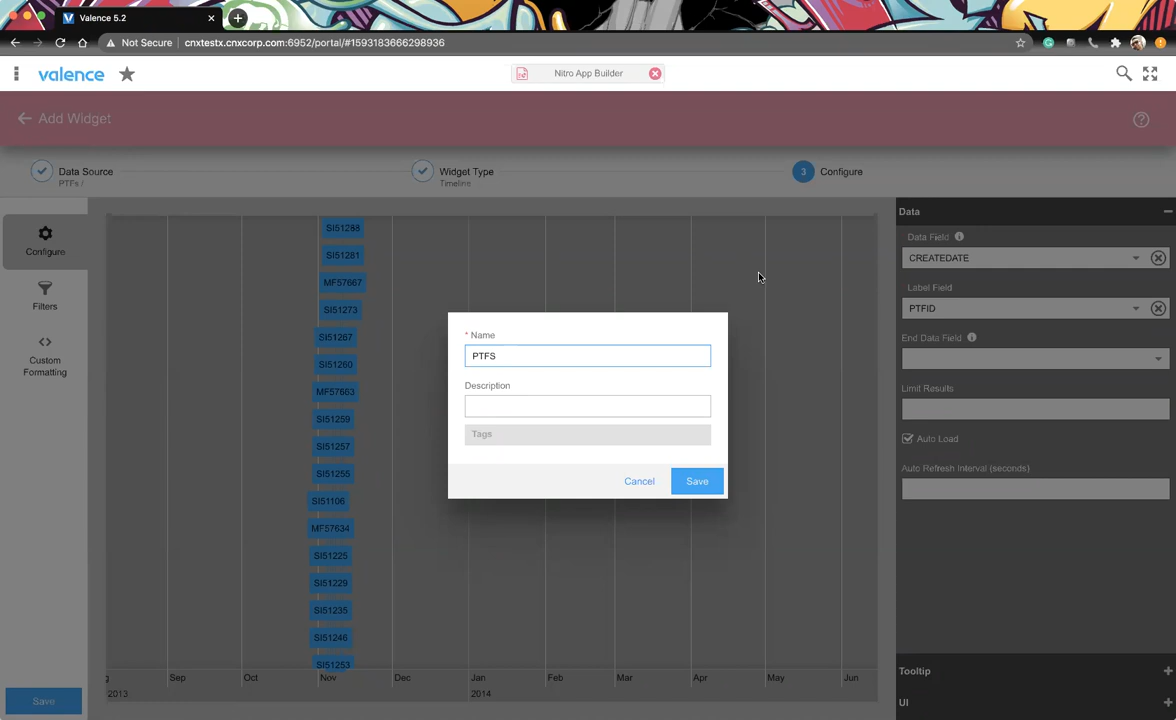 Valence 5.2
Not Secure
cnxtestx.cnxcorp.com:6952/portal/#1593183666298936
valence
Nitro App Builder
Add Widget
Data Source
PTFs /
Widget Type
Timeline
3
Configure
Configure
Filters
Custom
Formatting
Save
SI51288
SI51281
MF57667
SI51273
SI51267
SI51260
MF57663
SI51259
SI51257
SI51255
SI51106
MF57634
SI51225
SI51229
SI51235
SI51246
SI51253
g
Sep
Oct
Nov
Dec
Jan
Feb
Mar
Apr
May
Jun
2013
2014
* Name
PTFS
Description
Tags
Cancel
Save
Data
Data Field
CREATEDATE
Label Field
PTFID
End Data Field
Limit Results
Auto Load
Auto Refresh Interval (seconds)
Tooltip
UI